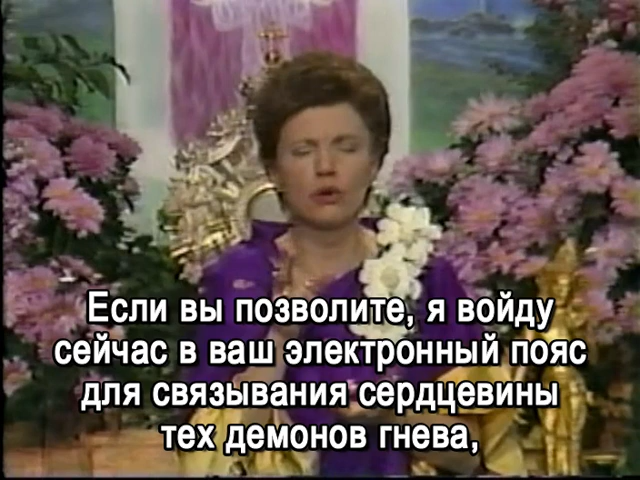 Если вы позволите, я войду
сейчас в ваш электронный пояс
для связывания сердцевины
тех демонов гнева,